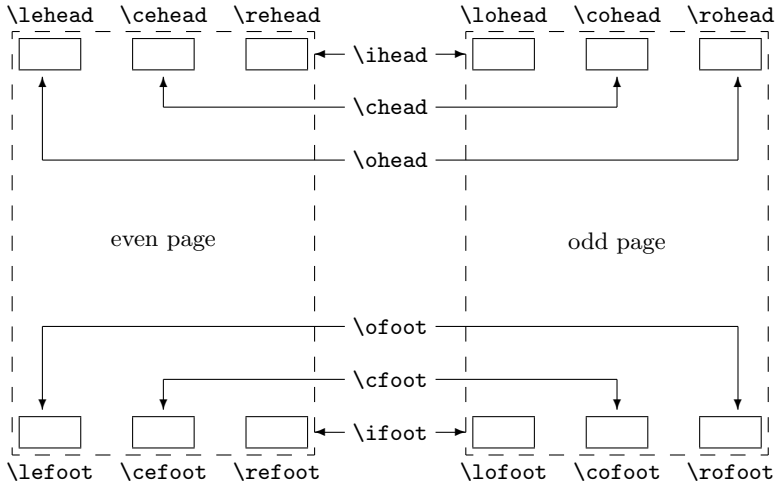 \lehead \cehead \rehead \lohead \cohead \rohead
\ihead
\chead
\ohead
even page odd page
\ofoot
\cfoot
\ifoot
\lefoot \cefoot \refoot \lofoot \cofoot \rofoot